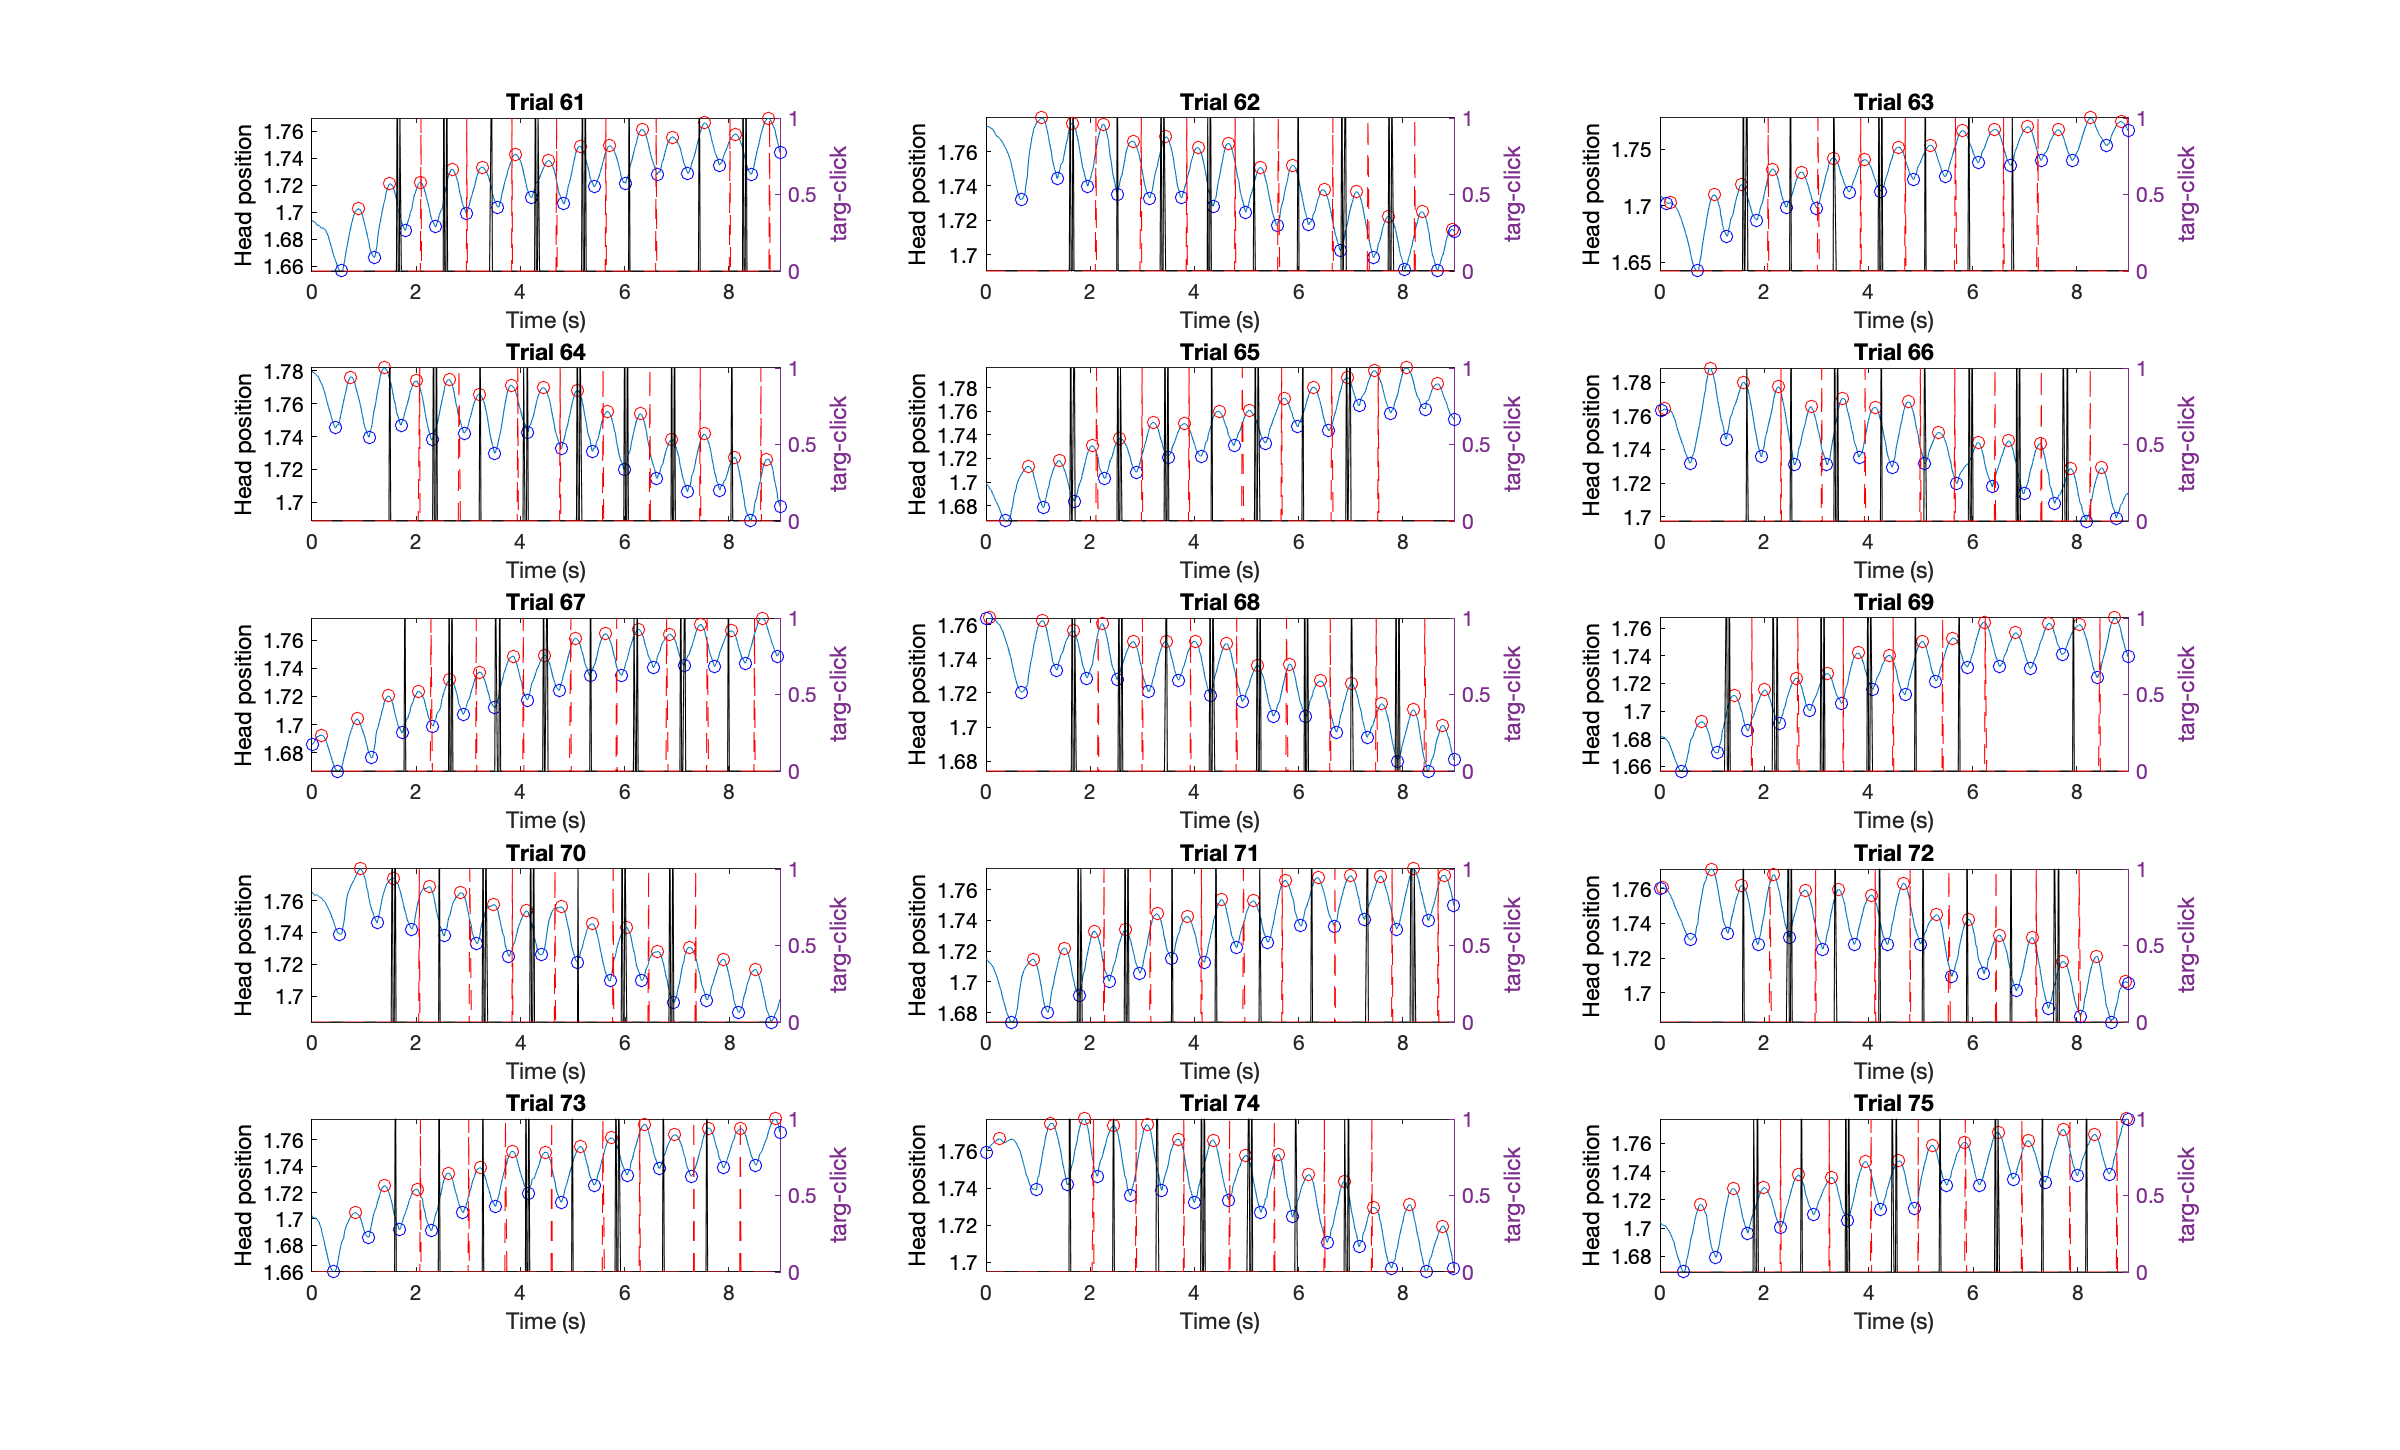 Trial 61
Head position
1.76
1.74
1.72
1.7
1.68
1.66
1
0.5
0
targ-click
0 2 4 6 8
Time (s)
Trial 62
Head position
1.76
1.74
1.72
1.7
1
0.5
0
targ-click
0 2 4 6 8
Time (s)
Trial 63
Head position
1.75
1.7
1.65
1
0.5
0
targ-click
0 2 4 6 8
Time (s)
Trial 64
Head position
1.78
1.76
1.74
1.72
1.7
1
0.5
0
targ-click
0 2 4 6 8
Time (s)
Trial 65
Head position
1.78
1.76
1.74
1.72
1.7
1.68
1
0.5
0
targ-click
0 2 4 6 8
Time (s)
Trial 66
Head position
1.78
1.76
1.74
1.72
1.7
1
0.5
0
targ-click
0 2 4 6 8
Time (s)
Trial 67
Head position
1.76
1.74
1.72
1.7
1.68
1
0.5
0
targ-click
0 2 4 6 8
Time (s)
Trial 68
Head position
1.76
1.74
1.72
1.7
1.68
1
0.5
0
targ-click
0 2 4 6 8
Time (s)
Trial 69
Head position
1.76
1.74
1.72
1.7
1.68
1.66
1
0.5
0
targ-click
0 2 4 6 8
Time (s)
Trial 70
Head position
1.76
1.74
1.72
1.7
1
0.5
0
targ-click
0 2 4 6 8
Time (s)
Trial 71
Head position
1.76
1.74
1.72
1.7
1.68
1
0.5
0
targ-click
0 2 4 6 8
Time (s)
Trial 72
Head position
1.76
1.74
1.72
1.7
1
0.5
0
targ-click
0 2 4 6 8
Time (s)
Trial 73
Head position
1.76
1.74
1.72
1.7
1.68
1.66
1
0.5
0
targ-click
0 2 4 6 8
Time (s)
Trial 74
Head position
1.76
1.74
1.72
1.7
1
0.5
0
targ-click
0 2 4 6 8
Time (s)
Trial 75
Head position
1.76
1.74
1.72
1.7
1.68
1
0.5
0
targ-click
0 2 4 6 8
Time (s)